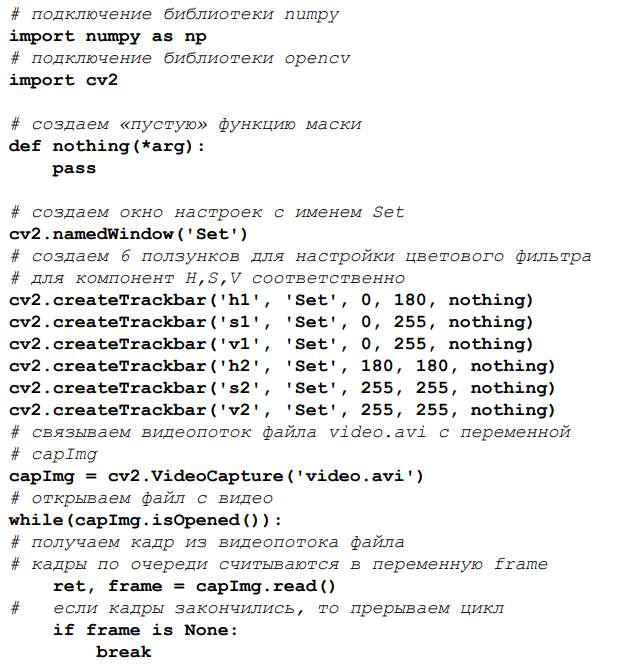 # подключение библиотеки numpy
import numpy as np
# подключение библиотеки opencv
import cv2

# создаем «пустую» функцию маски
def nothing(*arg):
    pass

# создаем окно настроек с именем Set
cv2.namedWindow('Set')
# создаем 6 ползунков для настройки цветового фильтра
# для компонент H,S,V соответственно
cv2.createTrackbar('h1', 'Set', 0, 180, nothing)
cv2.createTrackbar('s1', 'Set', 0, 255, nothing)
cv2.createTrackbar('v1', 'Set', 0, 255, nothing)
cv2.createTrackbar('h2', 'Set', 180, 180, nothing)
cv2.createTrackbar('s2', 'Set', 255, 255, nothing)
cv2.createTrackbar('v2', 'Set', 255, 255, nothing)
# связываем видеопоток файла video.avi с переменной
# capImg
capImg = cv2.VideoCapture('video.avi')
# открываем файл с видео
while(capImg.isOpened()):
# получаем кадр из видеопотока файла
# кадры по очереди считываются в переменную frame
    ret, frame = capImg.read()
#   если кадры закончились, то прерываем цикл
    if frame is None:
        break